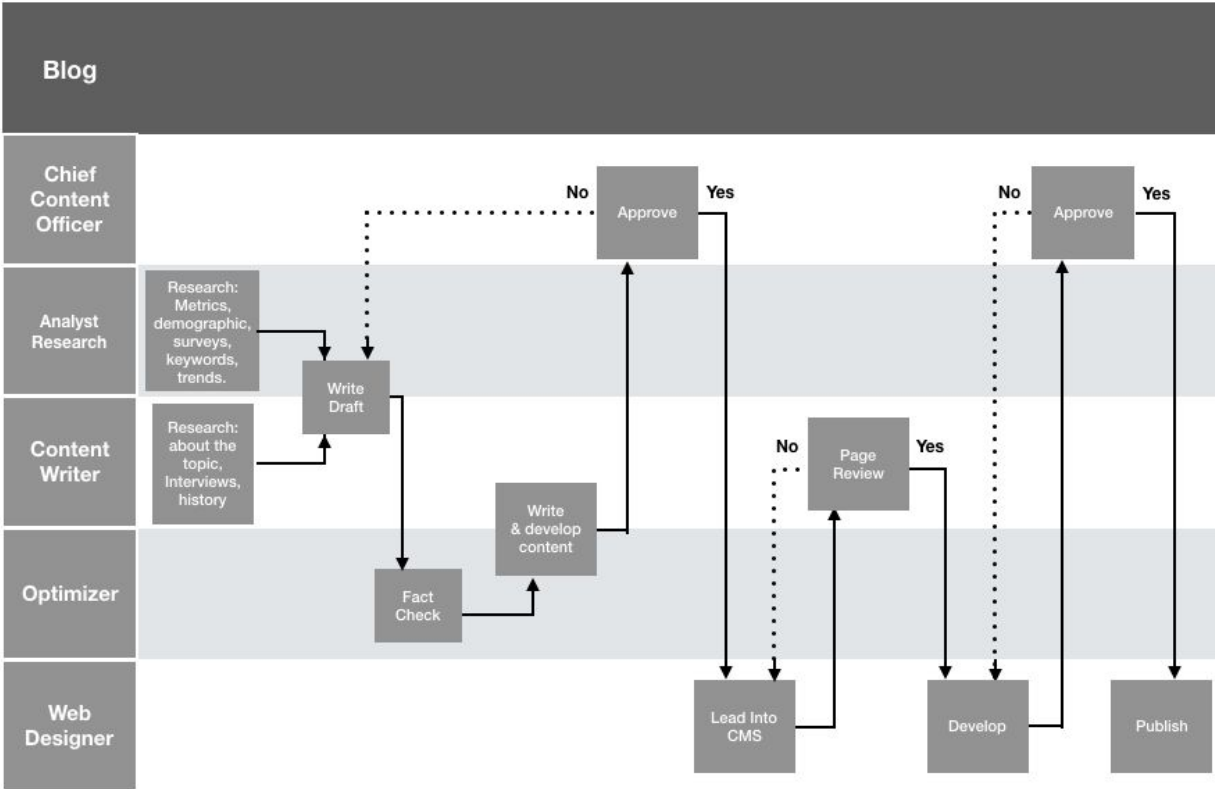 Blog
Chief
Content
Officer
No
Approve
Yes
No
Approve
Yes
Analyst
Research
Research:
Metrics,
demographic,
surveys,
keywords,
trends.
Write
Draft
Content
Writer
Research:
about the
topic,
Interviews,
history
Write
& develop
content
No
Page
Review
Yes
Optimizer
Fact
Check
Web
Designer
Lead Into
CMS
Develop
Publish